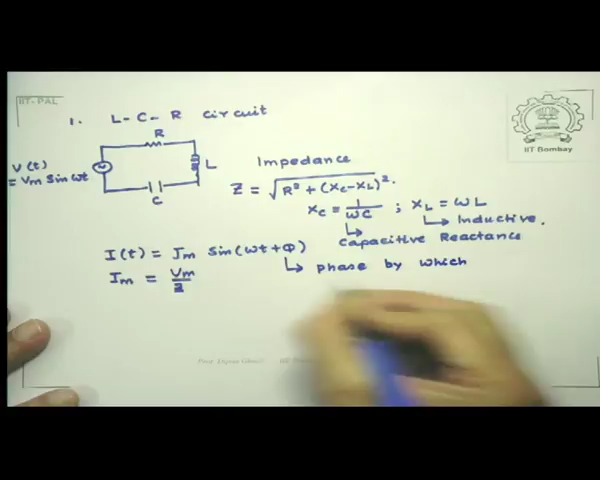 IIT-PAL
1. L-C-R circuit
R
V(t)
= Vm Sin ωt
L
C
IIT Bombay
Impedance
Z = √R² + (Xc-XL)².
Xc = 1/ωC ; XL = ωL
Inductive.
Capacitive Reactance
I(t) = Im Sin(ωt+Φ)
phase by which
Im = Vm/Z